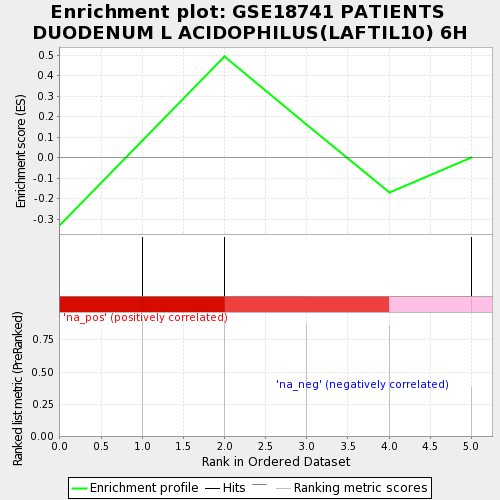 Enrichment plot: GSE18741 PATIENTS
DUODENUM L ACIDOPHILUS(LAFTIL10) 6H
Enrichment score (ES)
0.5
0.4
0.3
0.2
0.1
0.0
-0.1
-0.2
-0.3
'na_pos' (positively correlated)
'na_neg' (negatively correlated)
Ranked list metric (PreRanked)
0.75
0.50
0.25
0.00
0.0 0.5 1.0 1.5 2.0 2.5 3.0 3.5 4.0 4.5 5.0
Rank in Ordered Dataset
Enrichment profile Hits Ranking metric scores